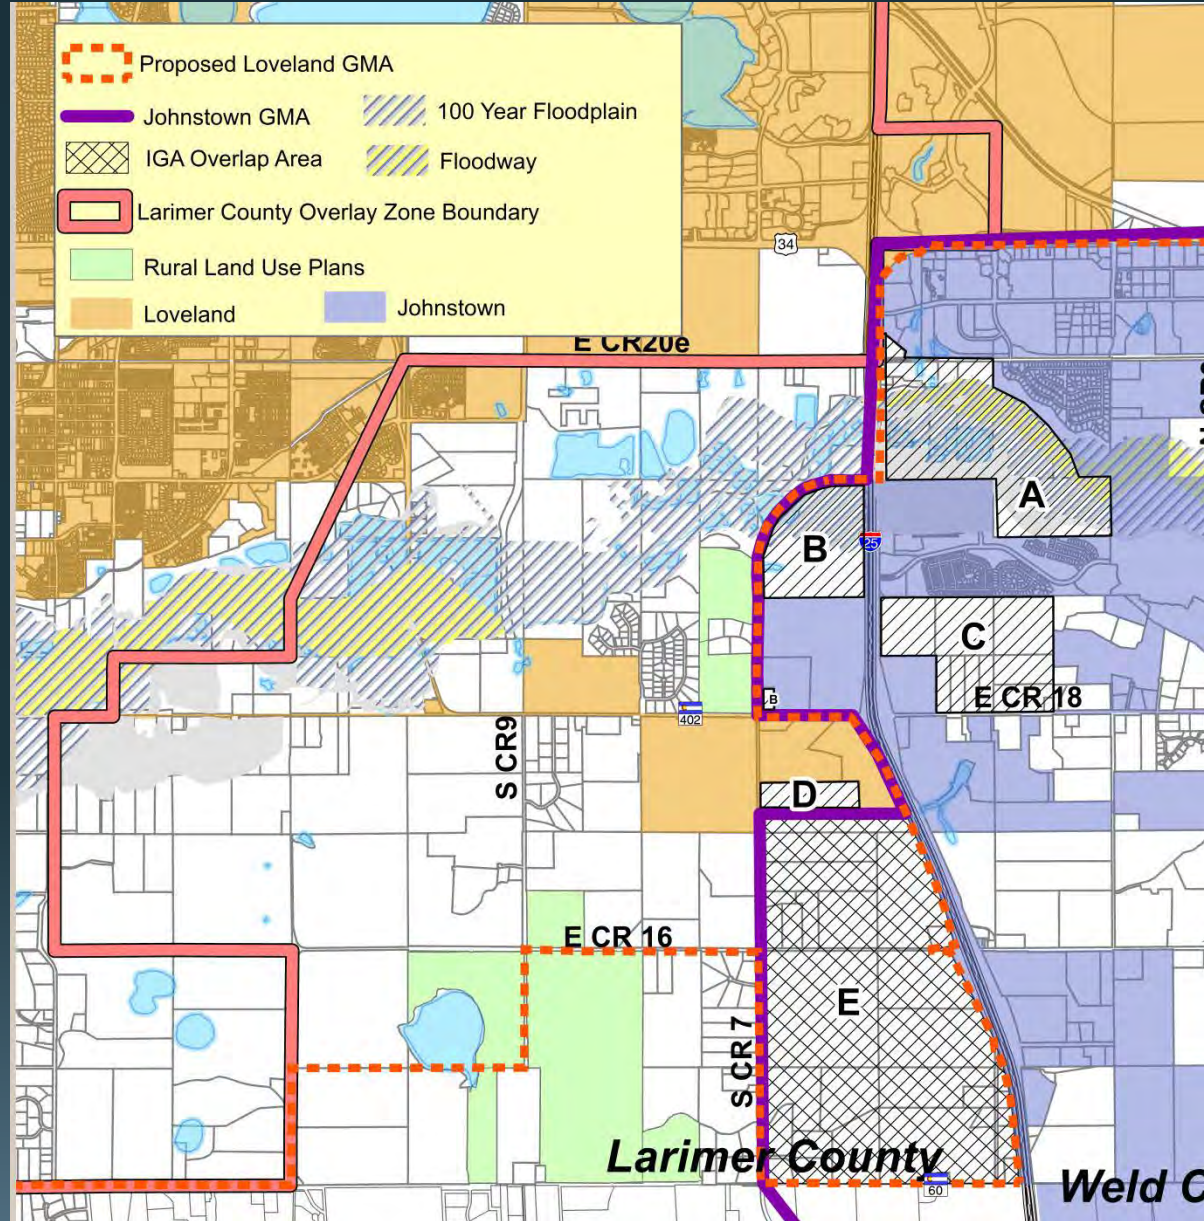 Proposed Loveland GMA
Johnstown GMA
100 Year Floodplain
IGA Overlap Area
Floodway
Larimer County Overlay Zone Boundary
Rural Land Use Plans
Loveland
Johnstown
34
E CR20e
A
B
25
C
B
E CR 18
402
S CR9
D
E CR 16
E
S CR 7
Larimer County
60
Weld C